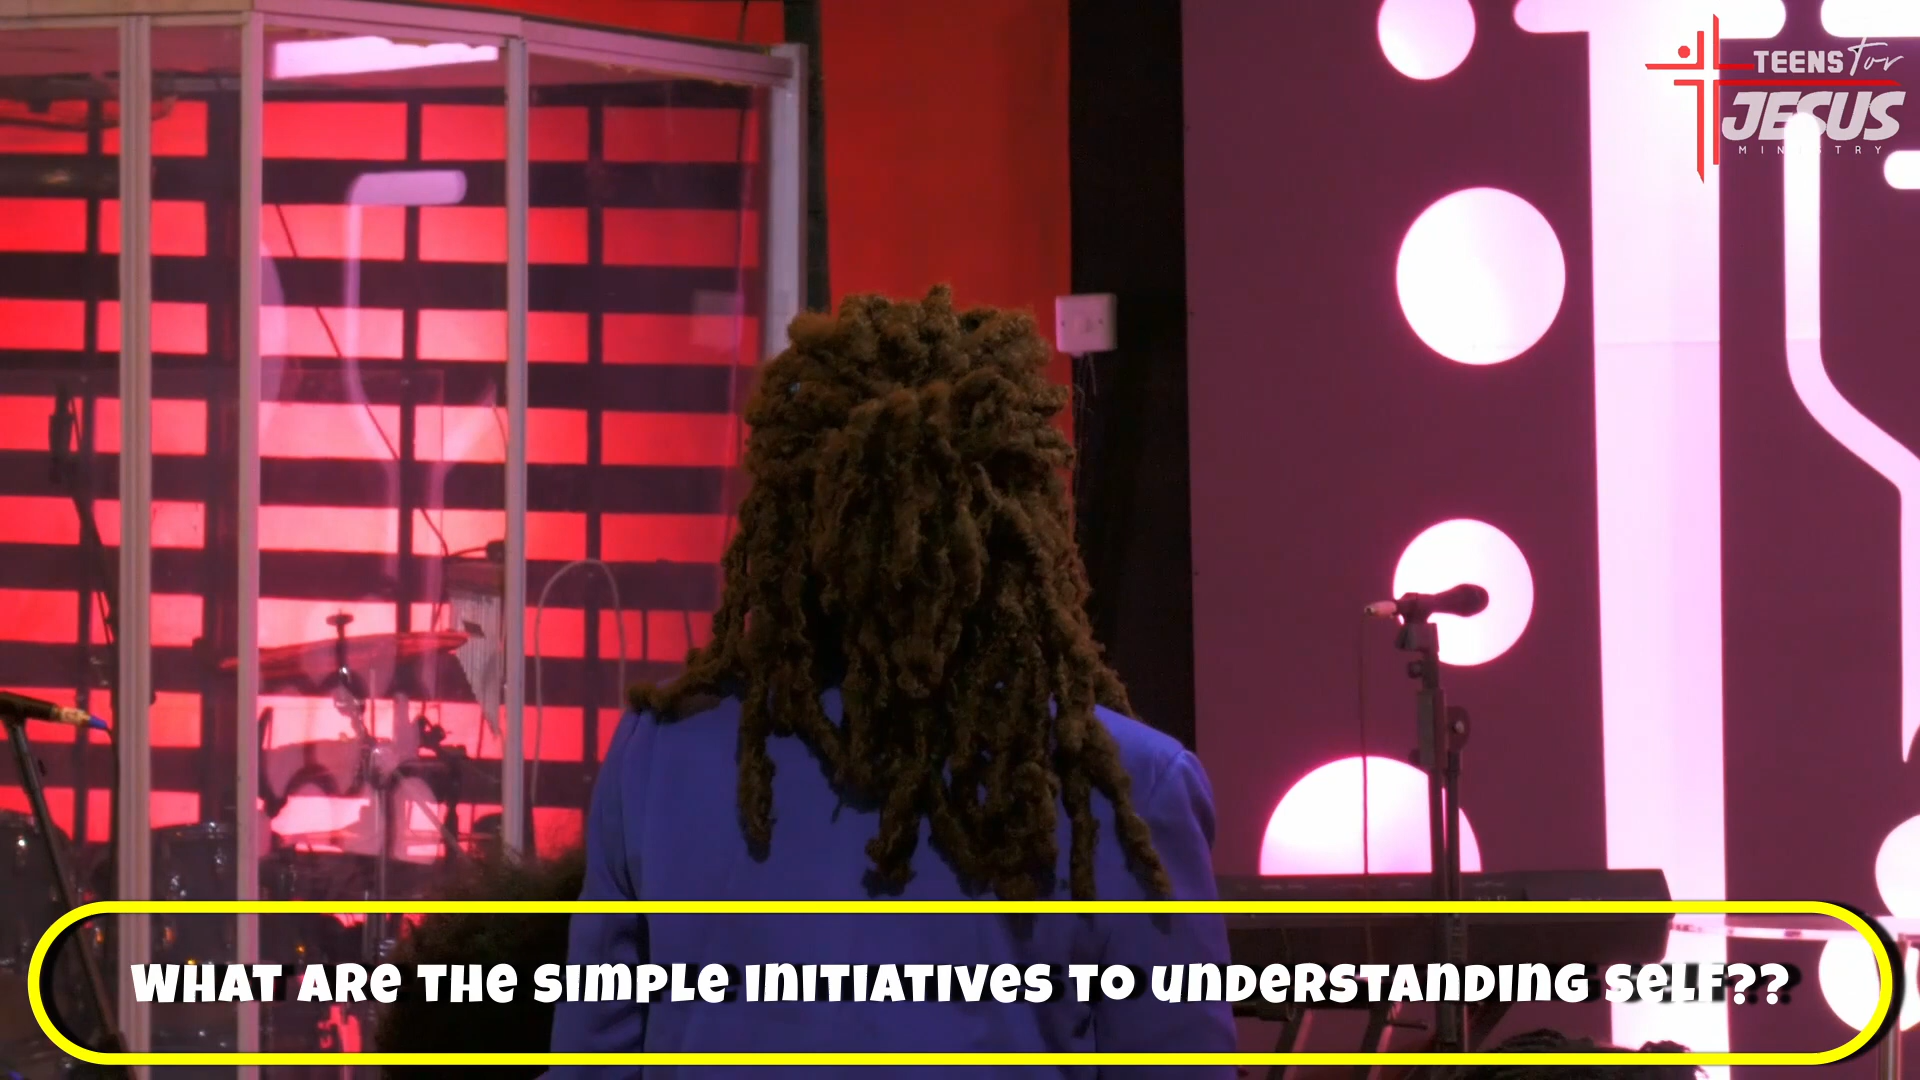 TEENS for
JESUS
MINISTRY
WHAT ARE THE SIMPLE INITIATIVES TO UNDERSTANDING SELF??